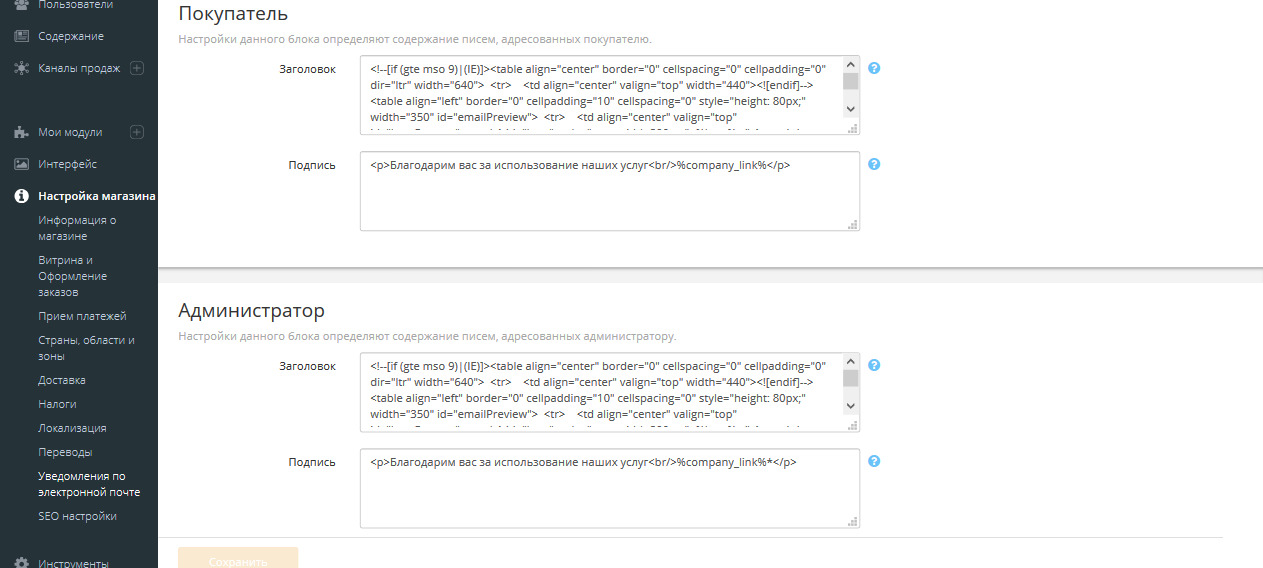 Пользователи
Содержание
Каналы продаж
Мои модули
Интерфейс
Настройка магазина
Информация о
магазине
Витрина и
Оформление
заказов
Прием платежей
Страны, области и
зоны
Доставка
Налоги
Локализация
Переводы
Уведомления по
электронной почте
SEO настройки
Инструменты
Покупатель
Настройки данного блока определяют содержание писем, адресованных покупателю.
Заголовок
<!--[if (gte mso 9)|(IE)]><table align="center" border="0" cellspacing="0" cellpadding="0"
dir="ltr" width="640"> <tr> <td align="center" valign="top" width="440"><![endif]-->
<table align="left" border="0" cellpadding="10" cellspacing="0" style="height: 80px;"
width="350" id="emailPreview"> <tr> <td align="center" valign="top"
Подпись
<p>Благодарим вас за использование наших услуг<br/>%company_link%</p>
Администратор
Настройки данного блока определяют содержание писем, адресованных администратору.
Заголовок
<!--[if (gte mso 9)|(IE)]><table align="center" border="0" cellspacing="0" cellpadding="0"
dir="ltr" width="640"> <tr> <td align="center" valign="top" width="440"><![endif]-->
<table align="left" border="0" cellpadding="10" cellspacing="0" style="height: 80px;"
width="350" id="emailPreview"> <tr> <td align="center" valign="top"
Подпись
<p>Благодарим вас за использование наших услуг<br/>%company_link%*</p>
Сохранить